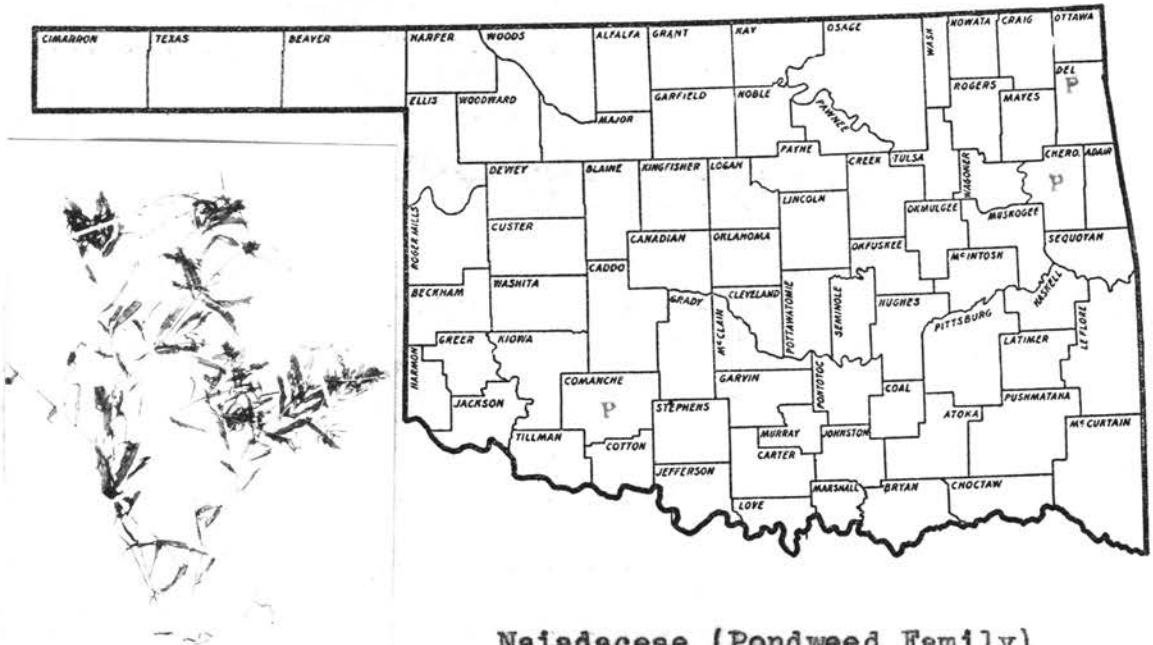 CIMARRON TEXAS BEAVER HARPER WOODS ALFALFA GRANT KAY OSAGE WASH NOWATA CRAIG OTTAWA
DEL
P
ELLIS WOODWARD GARFIELD NOBLE PAWNEE ROGERS MAYES
MAJOR
PAYNE CREEK TULSA WAGONER CHERO. ADAIR
DEWEY BLAINE KINGFISHER LOGAN
P
ROGER MILLS CUSTER LINCOLN OKMULGEE MUSKOGEE
CANADIAN OKLAHOMA OKFUSKEE SEQUOYAH
McINTOSH
BECKHAM WASHITA CADDO GRADY CLEVELAND McCLAIN POTTAWATOMIE SEMINOLE HUGHES PITTSBURG HASKELL
GREER KIOWA LATIMER LE FLORE
HARMON JACKSON COMANCHE GARVIN PONTOTOC COAL PUSHMATAHA
P
STEPHENS ATOKA McCURTAIN
TILLMAN COTTON MURRAY JOHNSTON
CARTER
JEFFERSON MARSHALL BRYAN CHOCTAW
LOVE
Naiadaceae (Pondweed Family)